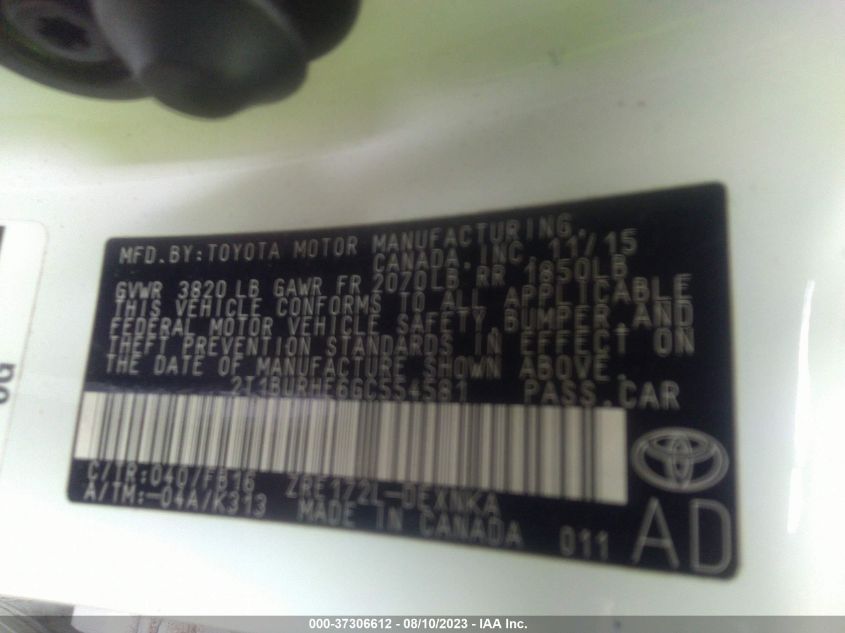 MFD.BY:TOYOTA MOTOR MANUFACTURING,
CANADA,INC. 11/15
GVWR 3820 LB GAWR FR 2070LB RR 1850LB
THIS VEHICLE CONFORMS TO ALL APPLICABLE
FEDERAL MOTOR VEHICLE SAFETY,BUMPER AND
THEFT PREVENTION STANDARDS IN EFFECT ON
THE DATE OF MANUFACTURE SHOWN ABOVE.
2T1BURHE6GC554581 PASS.CAR
C/TR:040/FB16 ZRE172L-DEXNKA
A/TM:-04A/K313 MADE IN CANADA 011 AD
000-37306612 - 08/10/2023 - IAA Inc.